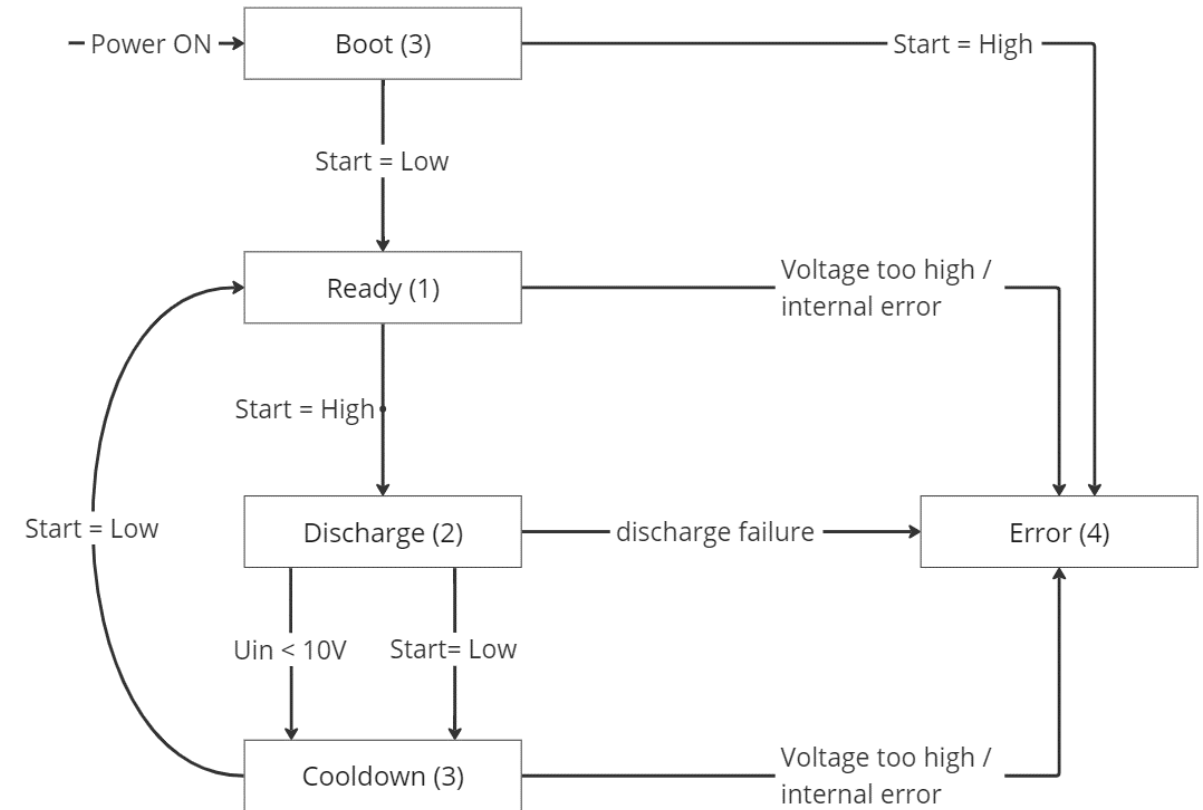 Power ON
Boot (3)
Start = High
Start = Low
Ready (1)
Voltage too high /
internal error
Start = High
Start = Low
Discharge (2)
discharge failure
Error (4)
Uin < 10V
Start= Low
Cooldown (3)
Voltage too high /
internal error